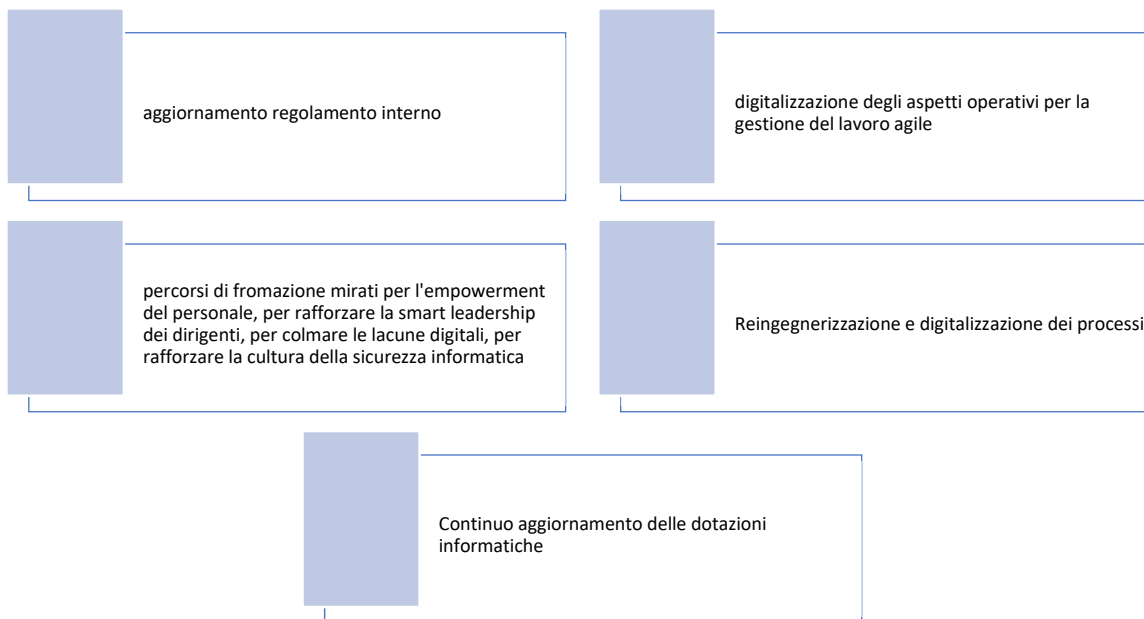 aggiornamento regolamento interno
digitalizzazione degli aspetti operativi per la
gestione del lavoro agile
percorsi di fromazione mirati per l'empowerment
del personale, per rafforzare la smart leadership
dei dirigenti, per colmare le lacune digitali, per
rafforzare la cultura della sicurezza informatica
Reingegnerizzazione e digitalizzazione dei processi
Continuo aggiornamento delle dotazioni
informatiche